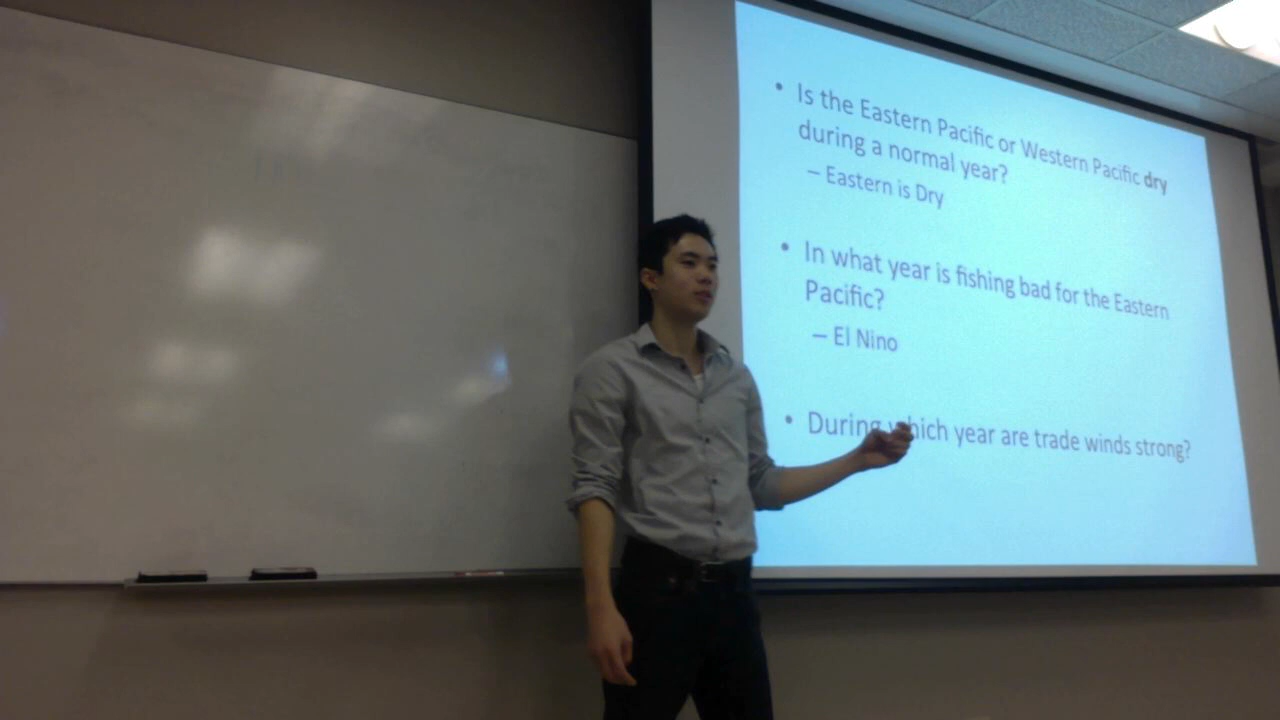 • Is the Eastern Pacific or Western Pacific dry
during a normal year?
– Eastern is Dry
• In what year is fishing bad for the Eastern
Pacific?
– El Nino
• During which year are trade winds strong?